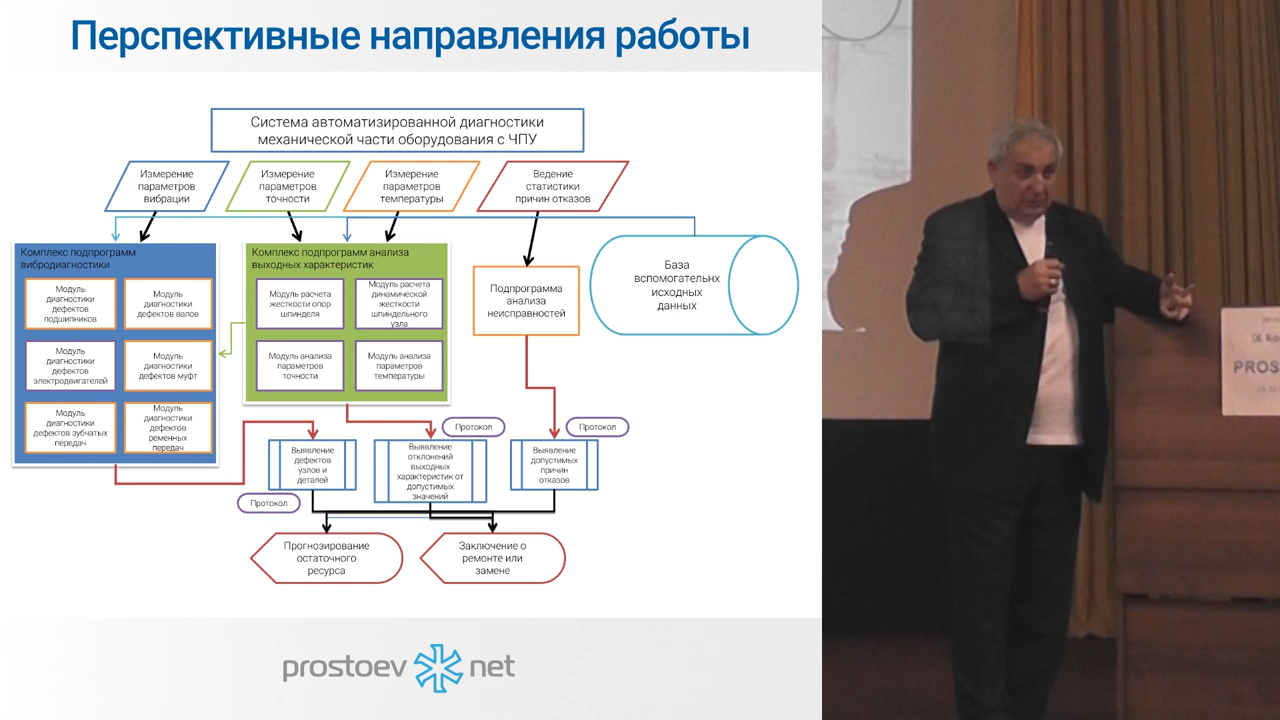 Перспективные направления работы
Система автоматизированной диагностики
механической части оборудования с ЧПУ
Измерение
параметров
вибрации
Измерение
параметров
точности
Измерение
параметров
температуры
Ведение
статистики
причин отказов
Комплекс подпрограмм
вибродиагностики
Модуль
диагностики
дефектов
подшипников
Модуль
диагностики
дефектов валов
Модуль
диагностики
дефектов
электродвигателей
Модуль
диагностики
дефектов муфт
Модуль
диагностики
дефектов зубчатых
передач
Модуль
диагностики
дефектов
ременных
передач
Комплекс подпрограмм анализа
выходных характеристик
Модуль расчета
жесткости опор
шпинделя
Модуль расчета
динамической
жесткости
шпиндельного
узла
Модуль анализа
параметров
точности
Модуль анализа
параметров
температуры
Подпрограмма
анализа
неисправностей
База
вспомогательнх
исходных
данных
Протокол
Протокол
Выявление
дефектов
узлов и
деталей
Выявление
отклонений
выходных
характеристик от
допустимых
значений
Выявление
допустимых
причин
отказов
Протокол
Прогнозирование
остаточного
ресурса
Заключение о
ремонте или
замене
prostoev net
IX Ко
PROS